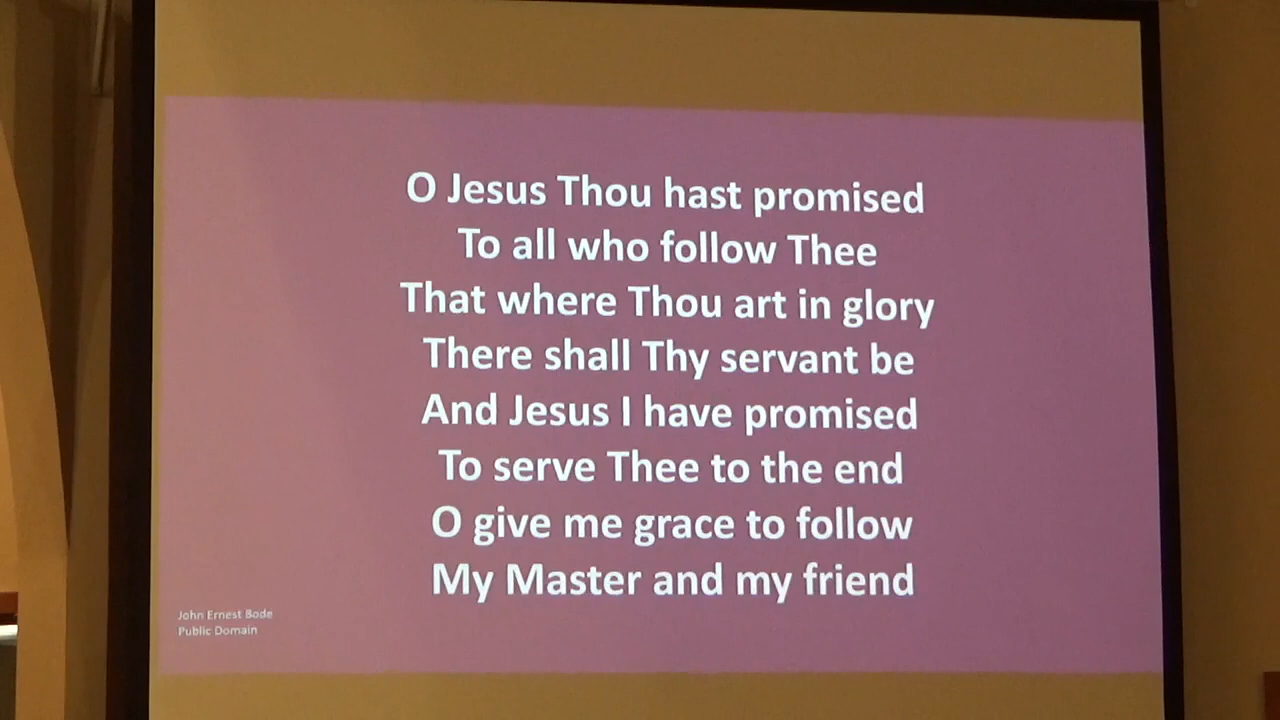 O Jesus Thou hast promised
To all who follow Thee
That where Thou art in glory
There shall Thy servant be
And Jesus I have promised
To serve Thee to the end
O give me grace to follow
My Master and my friend
John Ernest Bode
Public Domain